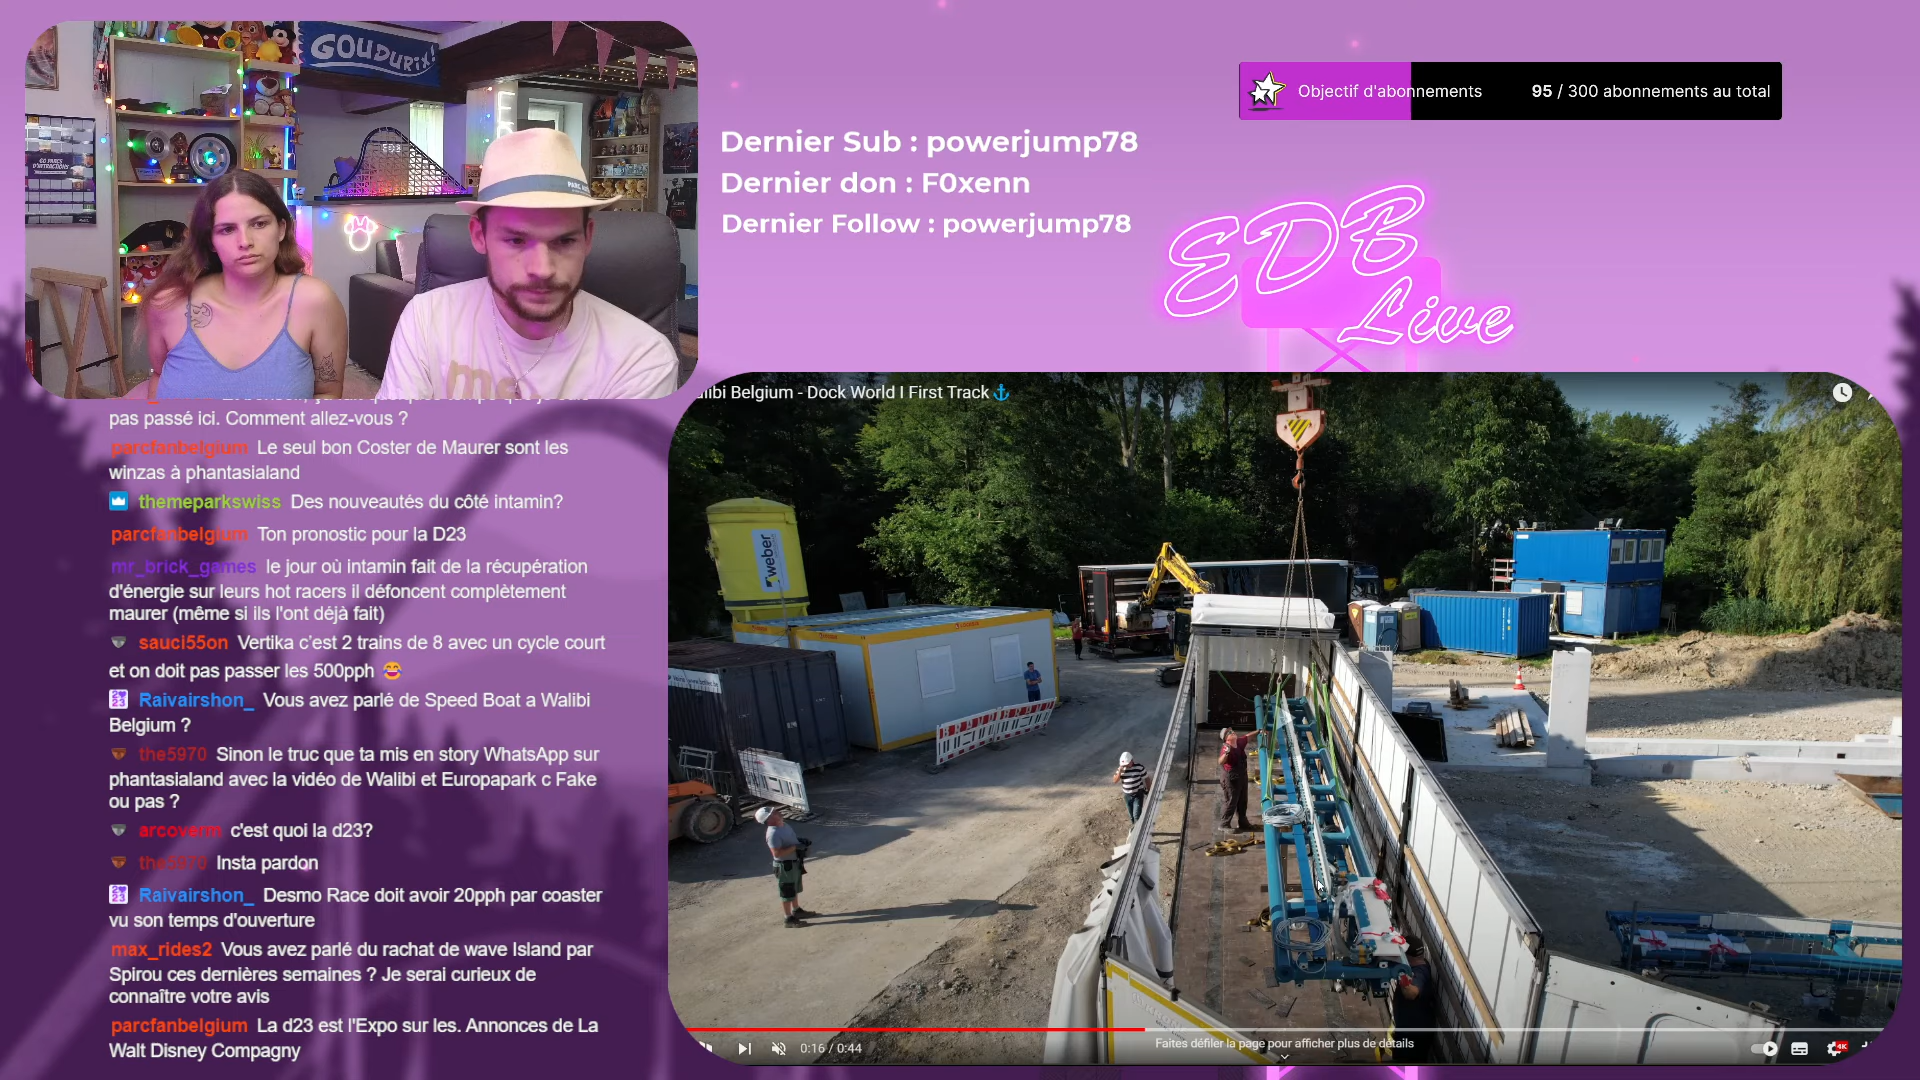 GOUDURIX!
EDB
Objectif d'abonnements
95 / 300 abonnements au total
Dernier Sub : powerjump78
Dernier don : F0xenn
Dernier Follow : powerjump78
EDB
Live
pas passé ici. Comment allez-vous ?
parcfanbelgium Le seul bon Coster de Maurer sont les
winzas à phantasialand
themeparkswiss Des nouveautés du côté intamin?
parcfanbelgium Ton pronostic pour la D23
mr_brick_games le jour où intamin fait de la récupération
d'énergie sur leurs hot racers il défoncent complètement
maurer (même si ils l'ont déjà fait)
sauci55on Vertika c'est 2 trains de 8 avec un cycle court
et on doit pas passer les 500pph
Raivairshon_ Vous avez parlé de Speed Boat a Walibi
Belgium ?
the5970 Sinon le truc que ta mis en story WhatsApp sur
phantasialand avec la vidéo de Walibi et Europapark c Fake
ou pas ?
arcoverm c'est quoi la d23?
the5970 Insta pardon
Raivairshon_ Desmo Race doit avoir 20pph par coaster
vu son temps d'ouverture
max_rides2 Vous avez parlé du rachat de wave Island par
Spirou ces dernières semaines ? Je serai curieux de
connaître votre avis
parcfanbelgium La d23 est l'Expo sur les. Annonces de La
Walt Disney Compagny
Belgium - Dock World I First Track
weber
0:16 / 0:44
Faites défiler la page pour afficher plus de détails
4K